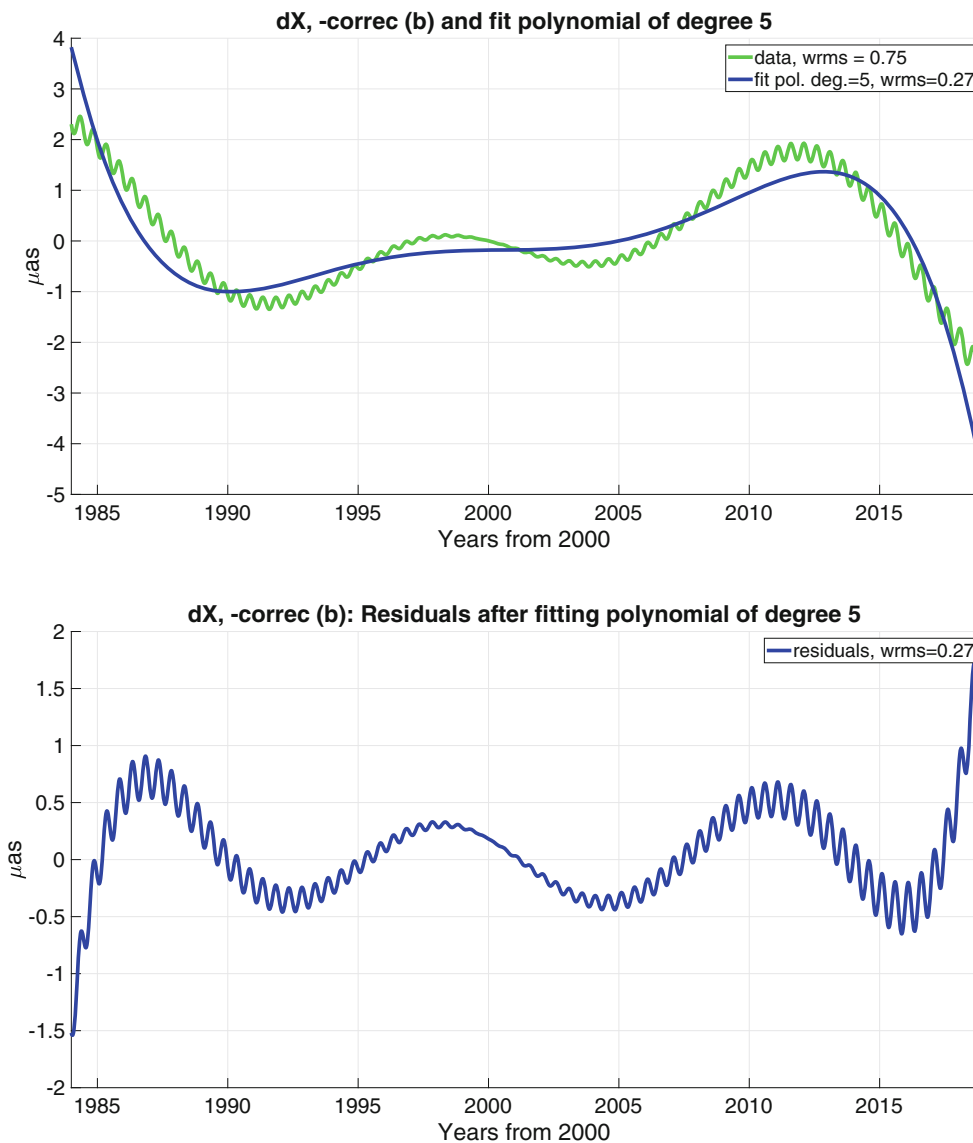 dX, -correc (b) and fit polynomial of degree 5
data, wrms = 0.75
fit pol. deg.=5, wrms=0.27
4
3
2
1
0
-1
-2
-3
-4
-5
μas
1985 1990 1995 2000 2005 2010 2015
Years from 2000
dX, -correc (b): Residuals after fitting polynomial of degree 5
residuals, wrms=0.27
2
1.5
1
0.5
0
-0.5
-1
-1.5
-2
μas
1985 1990 1995 2000 2005 2010 2015
Years from 2000